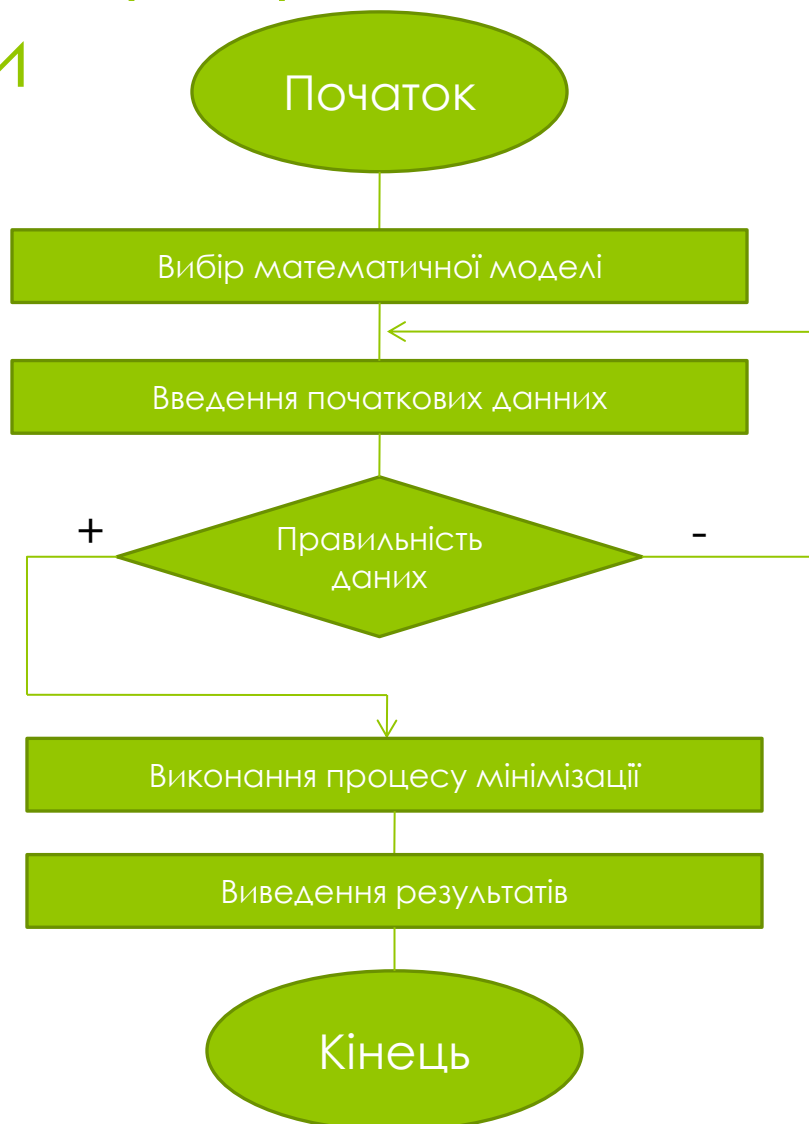 и
Початок
Вибір математичної моделі
Введення початкових данних
+
Правильність
даних
-
Виконання процесу мінімізації
Виведення результатів
Кінець